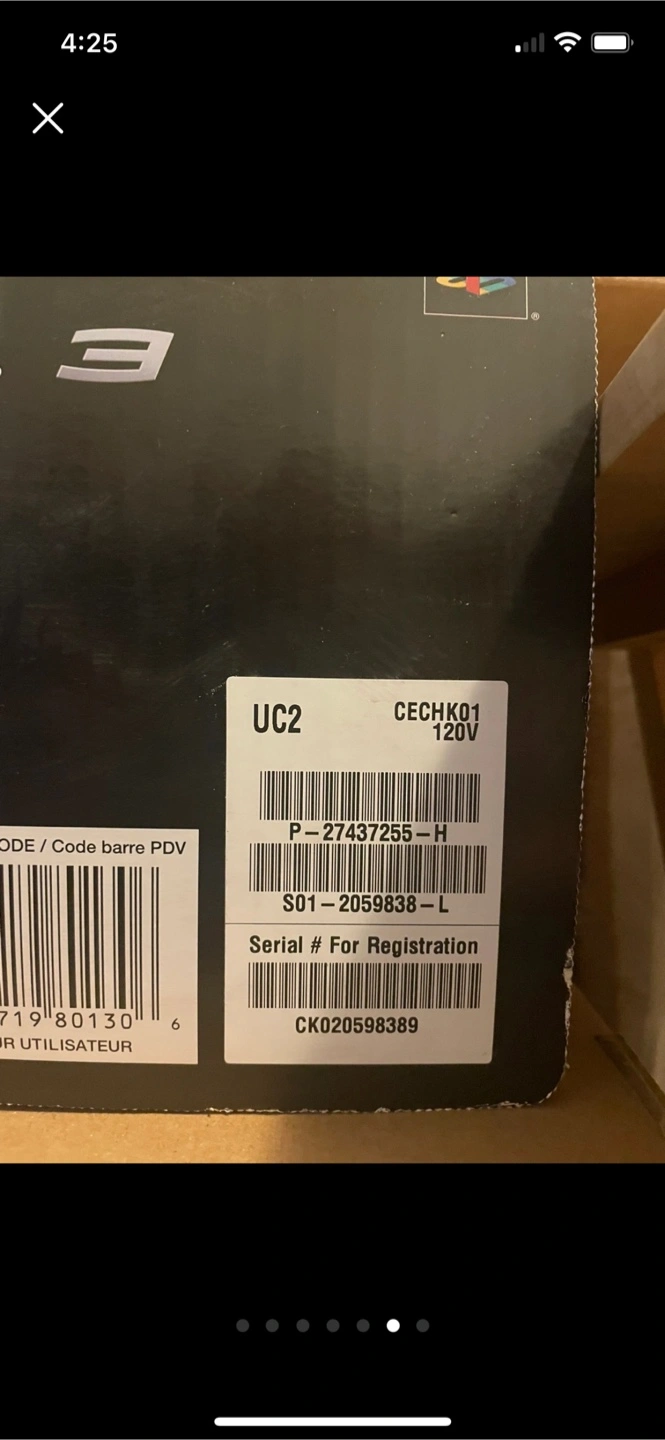 4:25
3
®
UC2
CECHK01
120V
P-27437255-H
S01-2059838-L
Serial # For Registration
CK020598389
ODE / Code barre PDV
719 80130 6
R UTILISATEUR